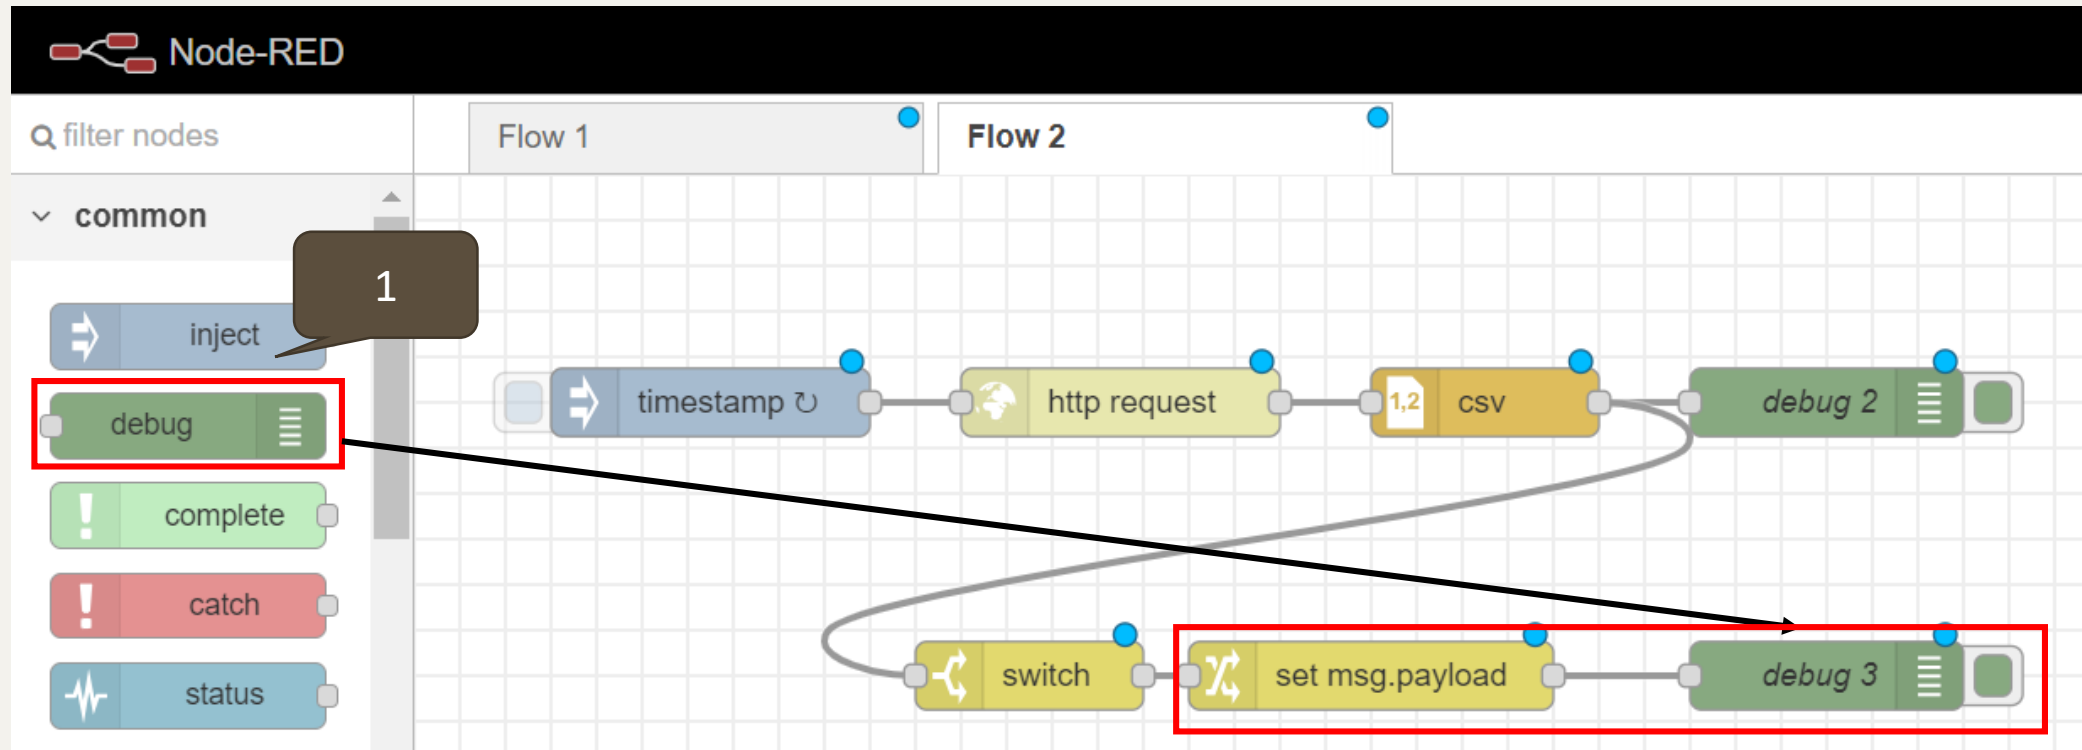 Node-RED
filter nodes
Flow 1
Flow 2
common
1
inject
debug
complete
catch
status
timestamp ↻
http request
1,2
csv
debug 2
switch
set msg.payload
debug 3